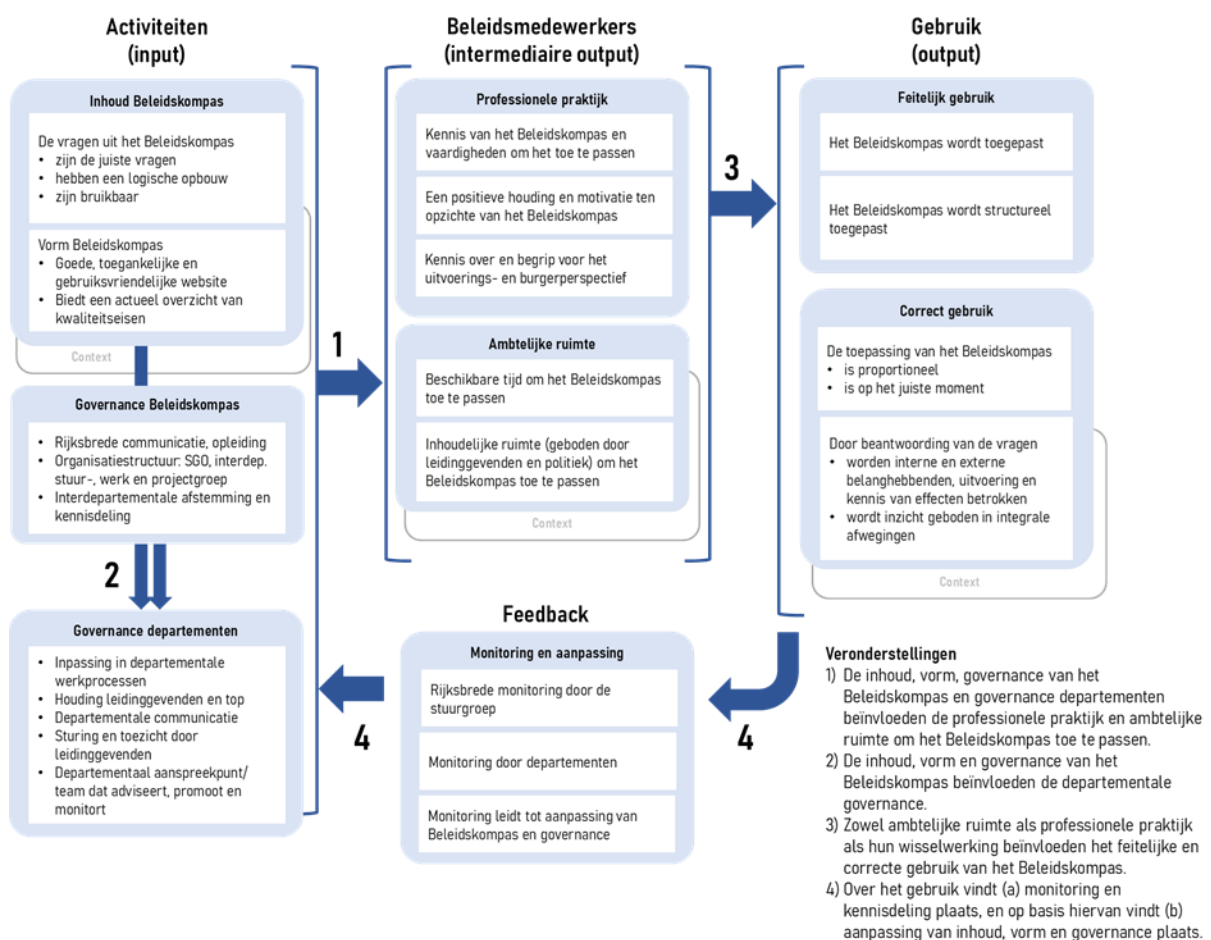 Activiteiten
(input)
Inhoud Beleidskompas
De vragen uit het Beleidskompas
• zijn de juiste vragen
• hebben een logische opbouw
• zijn bruikbaar
Vorm Beleidskompas
• Goede, toegankelijke en
gebruiksvriendelijke website
• Biedt een actueel overzicht van
kwaliteitseisen
Context
Governance Beleidskompas
• Rijksbrede communicatie, opleiding
• Organisatiestructuur: SGO, interdep.
stuur-, werk en projectgroep
• Interdepartementale afstemming en
kennisdeling
2
Governance departementen
• Inpassing in departementale
werkprocessen
• Houding leidinggevenden en top
• Departementale communicatie
• Sturing en toezicht door
leidinggevenden
• Departementaal aanspreekpunt/
team dat adviseert, promoot en
monitort
1
Beleidsmedewerkers
(intermediaire output)
Professionele praktijk
Kennis van het Beleidskompas en
vaardigheden om het toe te passen
Een positieve houding en motivatie ten
opzichte van het Beleidskompas
Kennis over en begrip voor het
uitvoerings- en burgerperspectief
Ambtelijke ruimte
Beschikbare tijd om het Beleidskompas
toe te passen
Inhoudelijke ruimte (geboden door
leidinggevenden en politiek) om het
Beleidskompas toe te passen
Context
3
Gebruik
(output)
Feitelijk gebruik
Het Beleidskompas wordt toegepast
Het Beleidskompas wordt structureel
toegepast
Correct gebruik
De toepassing van het Beleidskompas
• is proportioneel
• is op het juiste moment
Door beantwoording van de vragen
• worden interne en externe
belanghebbenden, uitvoering en
kennis van effecten betrokken
• wordt inzicht geboden in integrale
afwegingen
Context
4
Feedback
Monitoring en aanpassing
Rijksbrede monitoring door de
stuurgroep
Monitoring door departementen
Monitoring leidt tot aanpassing van
Beleidskompas en governance
4
Veronderstellingen
1) De inhoud, vorm, governance van het
Beleidskompas en governance departementen
beïnvloeden de professionele praktijk en ambtelijke
ruimte om het Beleidskompas toe te passen.
2) De inhoud, vorm en governance van het
Beleidskompas beïnvloeden de departementale
governance.
3) Zowel ambtelijke ruimte als professionele praktijk
als hun wisselwerking beïnvloeden het feitelijke en
correcte gebruik van het Beleidskompas.
4) Over het gebruik vindt (a) monitoring en
kennisdeling plaats, en op basis hiervan vindt (b)
aanpassing van inhoud, vorm en governance plaats.